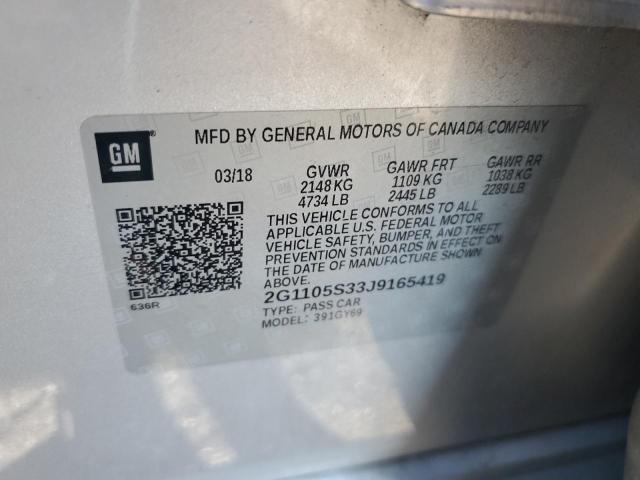 GM
MFD BY GENERAL MOTORS OF CANADA COMPANY
03/18 GVWR GAWR FRT GAWR RR
2148 KG 1109 KG 1038 KG
4734 LB 2445 LB 2289 LB
THIS VEHICLE CONFORMS TO ALL
APPLICABLE U.S. FEDERAL MOTOR
VEHICLE SAFETY, BUMPER, AND THEFT
PREVENTION STANDARDS IN EFFECT ON
THE DATE OF MANUFACTURE SHOWN
ABOVE.
2G1105S33J9165419
TYPE: PASS CAR
MODEL: 391GY69
636R